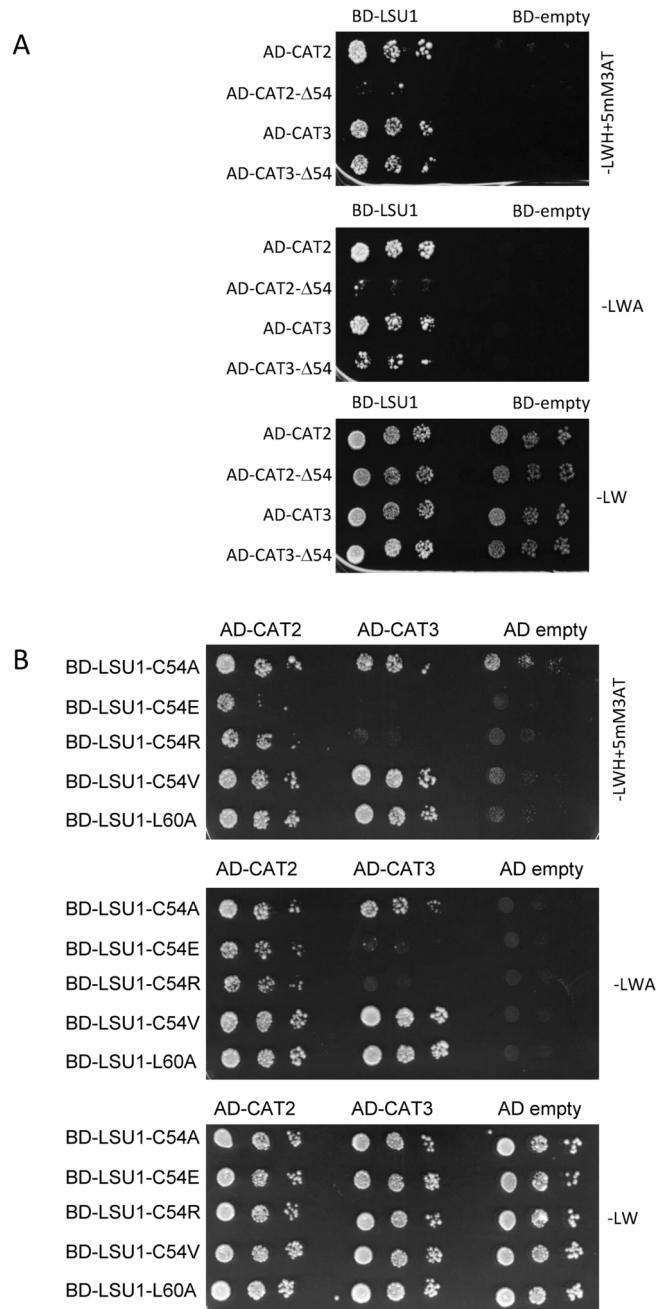 A
BD-LSU1 BD-empty
AD-CAT2
AD-CAT2-Δ54
AD-CAT3
AD-CAT3-Δ54
-LWH+5mM3AT
BD-LSU1 BD-empty
AD-CAT2
AD-CAT2-Δ54
AD-CAT3
AD-CAT3-Δ54
-LWA
BD-LSU1 BD-empty
AD-CAT2
AD-CAT2-Δ54
AD-CAT3
AD-CAT3-Δ54
-LW
B
AD-CAT2 AD-CAT3 AD empty
BD-LSU1-C54A
BD-LSU1-C54E
BD-LSU1-C54R
BD-LSU1-C54V
BD-LSU1-L60A
-LWH+5mM3AT
AD-CAT2 AD-CAT3 AD empty
BD-LSU1-C54A
BD-LSU1-C54E
BD-LSU1-C54R
BD-LSU1-C54V
BD-LSU1-L60A
-LWA
AD-CAT2 AD-CAT3 AD empty
BD-LSU1-C54A
BD-LSU1-C54E
BD-LSU1-C54R
BD-LSU1-C54V
BD-LSU1-L60A
-LW